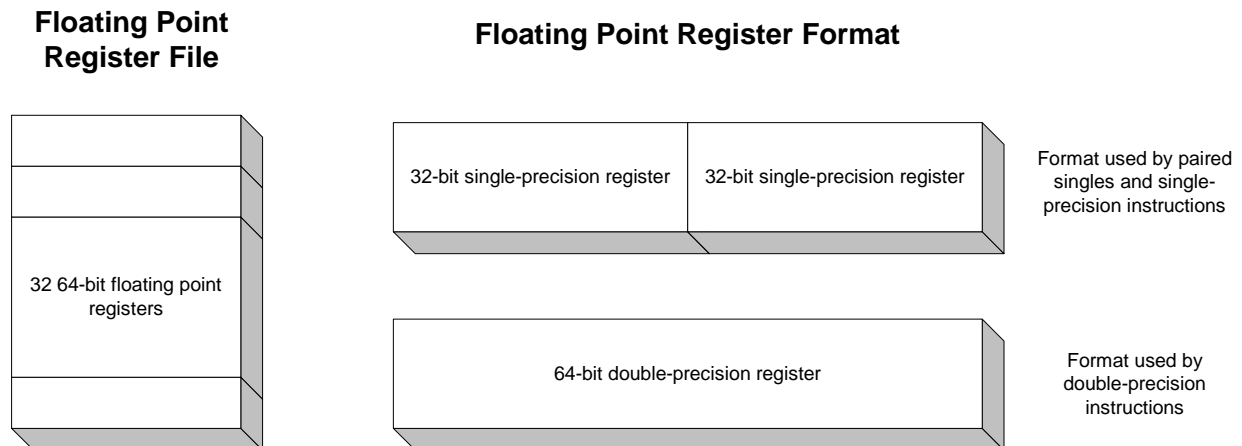 Floating Point
Register File
Floating Point Register Format
32-bit single-precision register
32-bit single-precision register
Format used by paired
singles and single-
precision instructions
32 64-bit floating point
registers
64-bit double-precision register
Format used by
double-precision
instructions